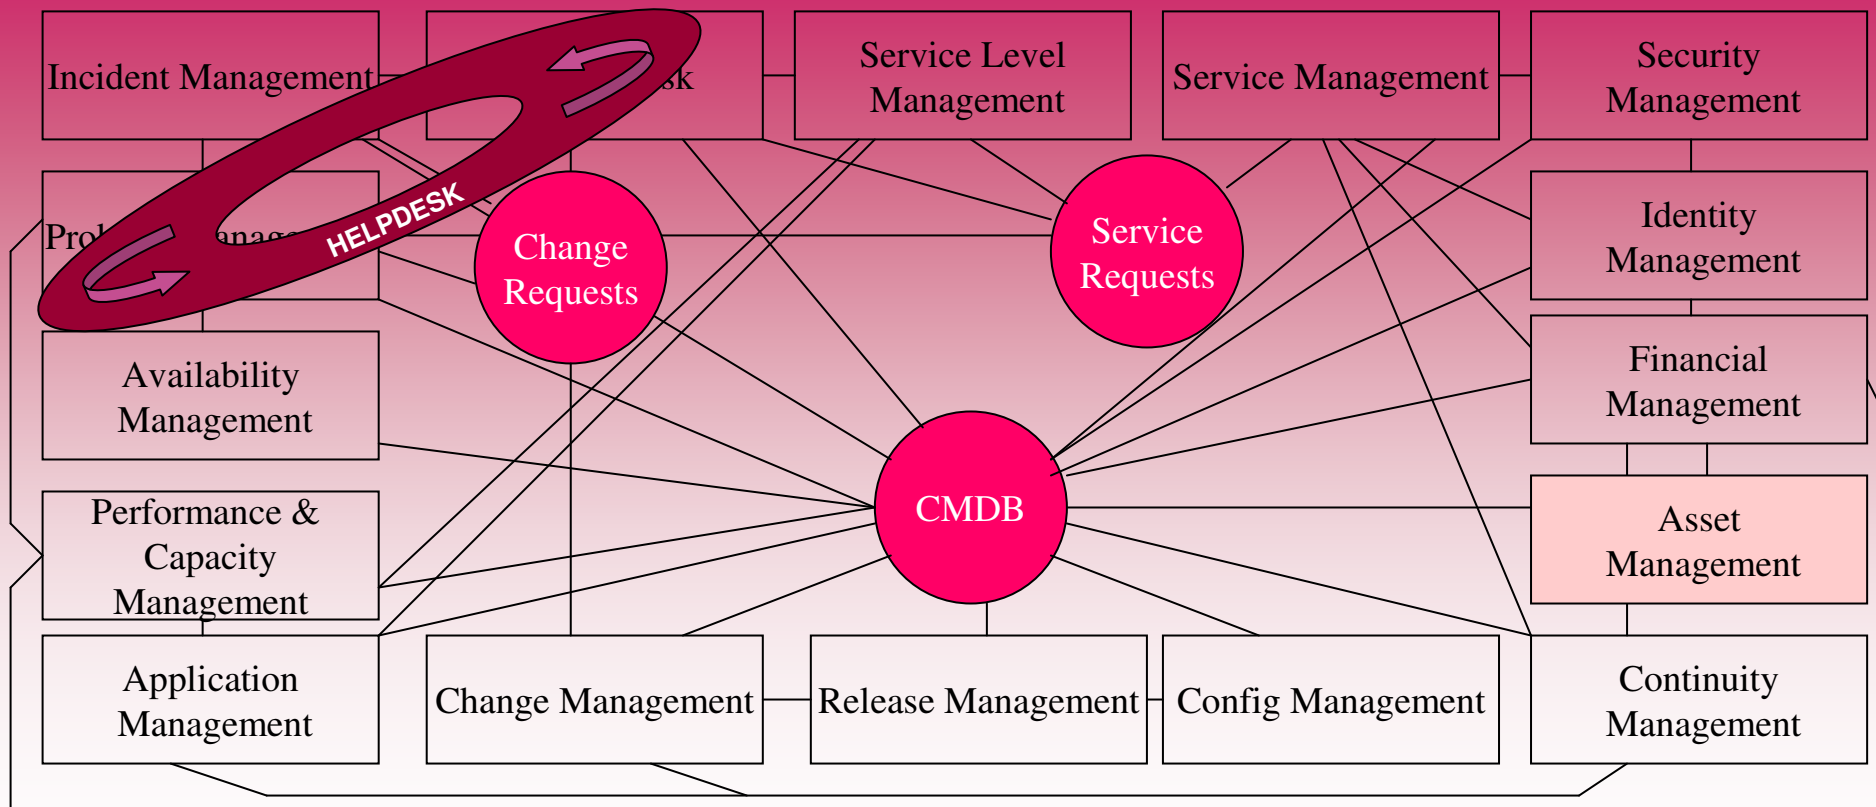 Incident Management
Service Level
Management
Service Management
Security
Management
HELPDESK
Change
Requests
Service
Requests
Identity
Management
Availability
Management
Financial
Management
Performance &
Capacity
Management
CMDB
Asset
Management
Application
Management
Change Management
Release Management
Config Management
Continuity
Management